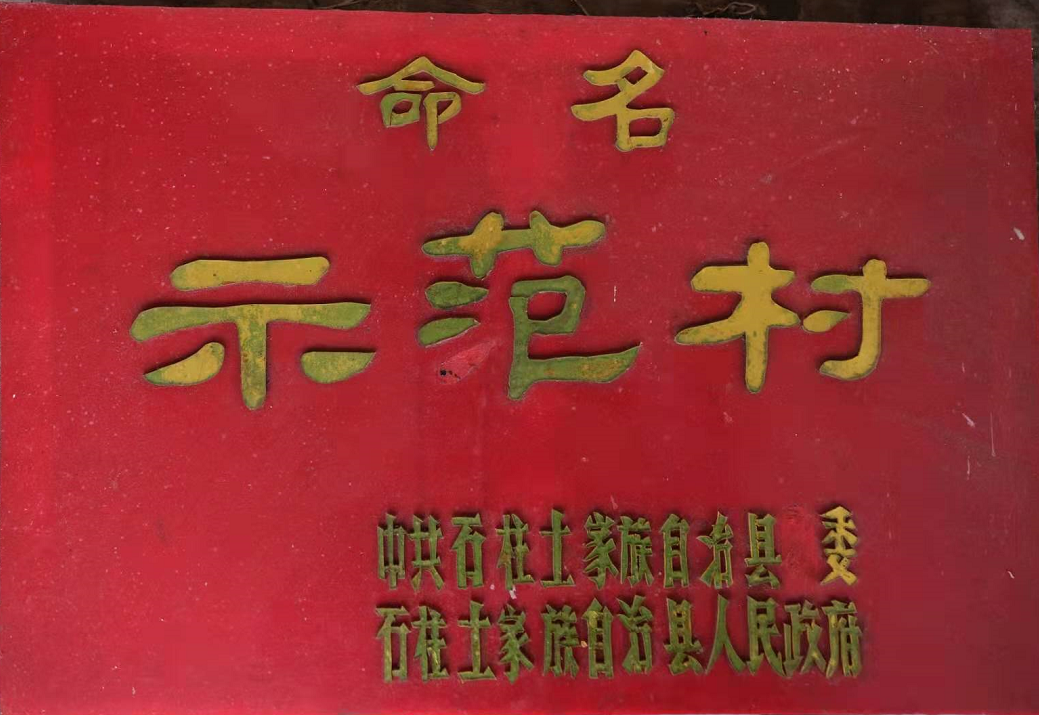 命名
示范村
中共石柱土家族自治县 委
石柱土家族自治县人民政府